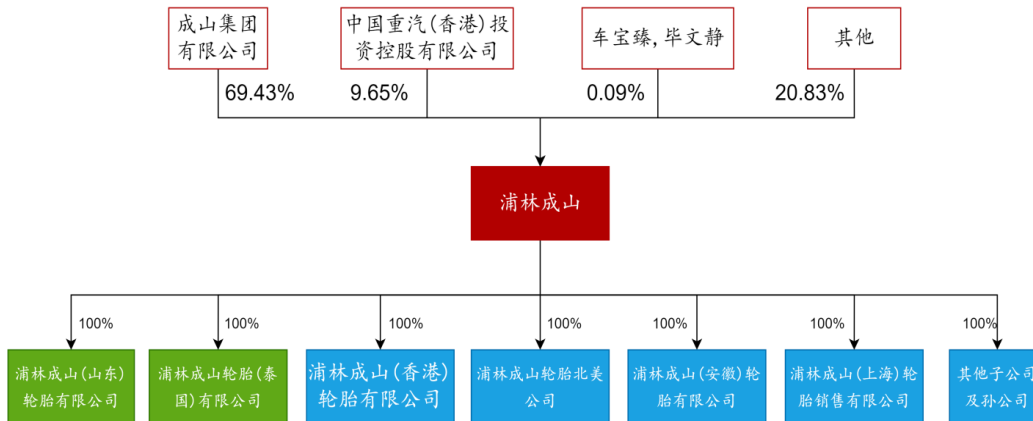 成山集团
有限公司
中国重汽(香港)投
资控股有限公司
车宝臻,毕文静
其他
69.43%
9.65%
0.09%
20.83%
浦林成山
100%
100%
100%
100%
100%
100%
100%
浦林成山(山东)
轮胎有限公司
浦林成山轮胎(泰
国)有限公司
浦林成山(香港)
轮胎有限公司
浦林成山轮胎北美
公司
浦林成山(安徽)轮
胎有限公司
浦林成山(上海)轮
胎销售有限公司
其他子公司
及孙公司